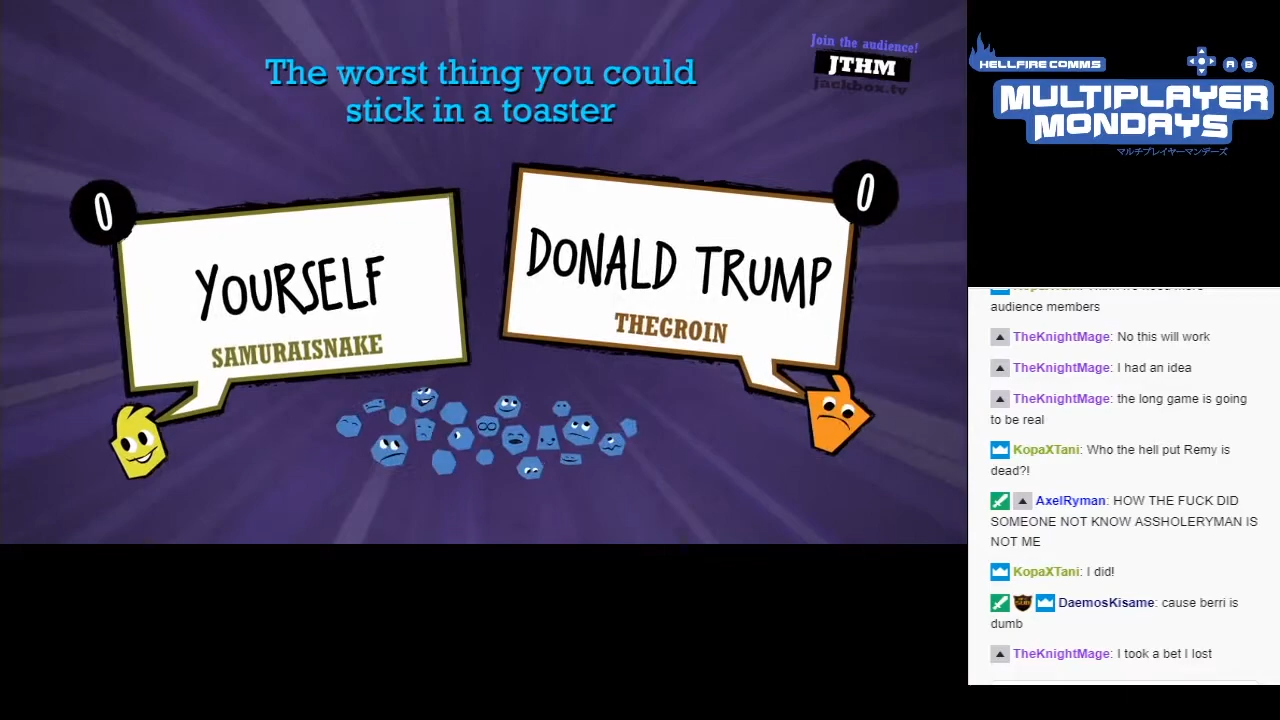 The worst thing you could
stick in a toaster
Join the audience!
JTHM
jackbox.tv
0
YOURSELF
SAMURAISNAKE
0
DONALD TRUMP
THEGROIN
HELLFIRE COMMS
A B
MULTIPLAYER
MONDAYS
マルチプレイヤーマンデーズ
audience members
TheKnightMage: No this will work
TheKnightMage: I had an idea
TheKnightMage: the long game is going
to be real
KopaXTani: Who the hell put Remy is
dead?!
AxelRyman: HOW THE FUCK DID
SOMEONE NOT KNOW ASSHOLERYMAN IS
NOT ME
KopaXTani: I did!
DaemosKisame: cause berri is
dumb
TheKnightMage: I took a bet I lost